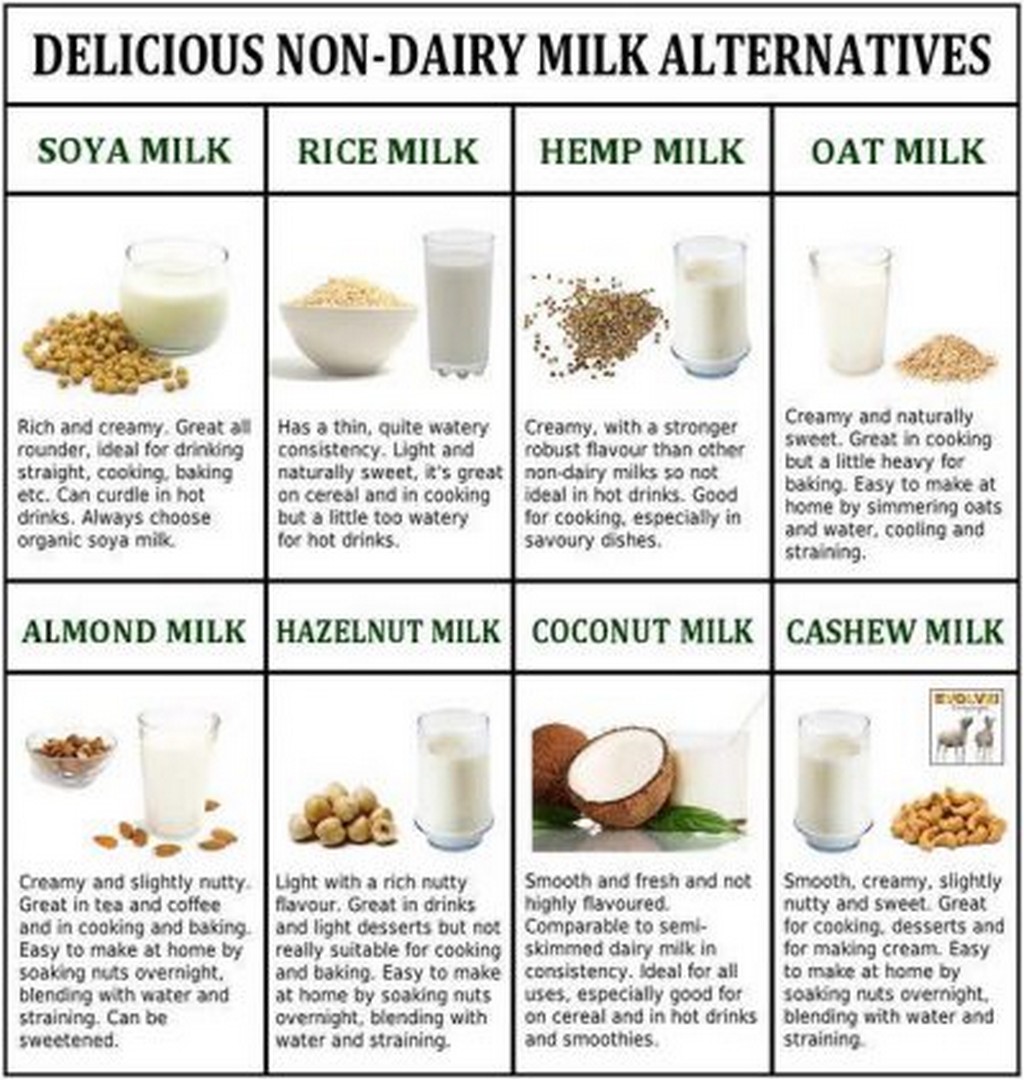 DELICIOUS NON-DAIRY MILK ALTERNATIVES
SOYA MILK
RICE MILK
HEMP MILK
OAT MILK
Rich and creamy. Great all
rounder, ideal for drinking
straight, cooking, baking
etc. Can curdle in hot
drinks. Always choose
organic soya milk.
Has a thin, quite watery
consistency. Light and
naturally sweet, it's great
on cereal and in cooking
but a little too watery
for hot drinks.
Creamy, with a stronger
robust flavour than other
non-dairy milks so not
ideal in hot drinks. Good
for cooking, especially in
savoury dishes.
Creamy and naturally
sweet. Great in cooking
but a little heavy for
baking. Easy to make at
home by simmering oats
and water, cooling and
straining.
ALMOND MILK
HAZELNUT MILK
COCONUT MILK
CASHEW MILK
Creamy and slightly nutty.
Great in tea and coffee
and in cooking and baking.
Easy to make at home by
soaking nuts overnight,
blending with water and
straining. Can be
sweetened.
Light with a rich nutty
flavour. Great in drinks
and light desserts but not
really suitable for cooking
and baking. Easy to make
at home by soaking nuts
overnight, blending with
water and straining.
Smooth and fresh and not
highly flavoured.
Comparable to semi-
skimmed dairy milk in
consistency. Ideal for all
uses, especially good for
on cereal and in hot drinks
and smoothies.
EVOLVE!
Smooth, creamy, slightly
nutty and sweet. Great
for cooking, desserts and
for making cream. Easy
to make at home by
soaking nuts overnight,
blending with water and
straining.